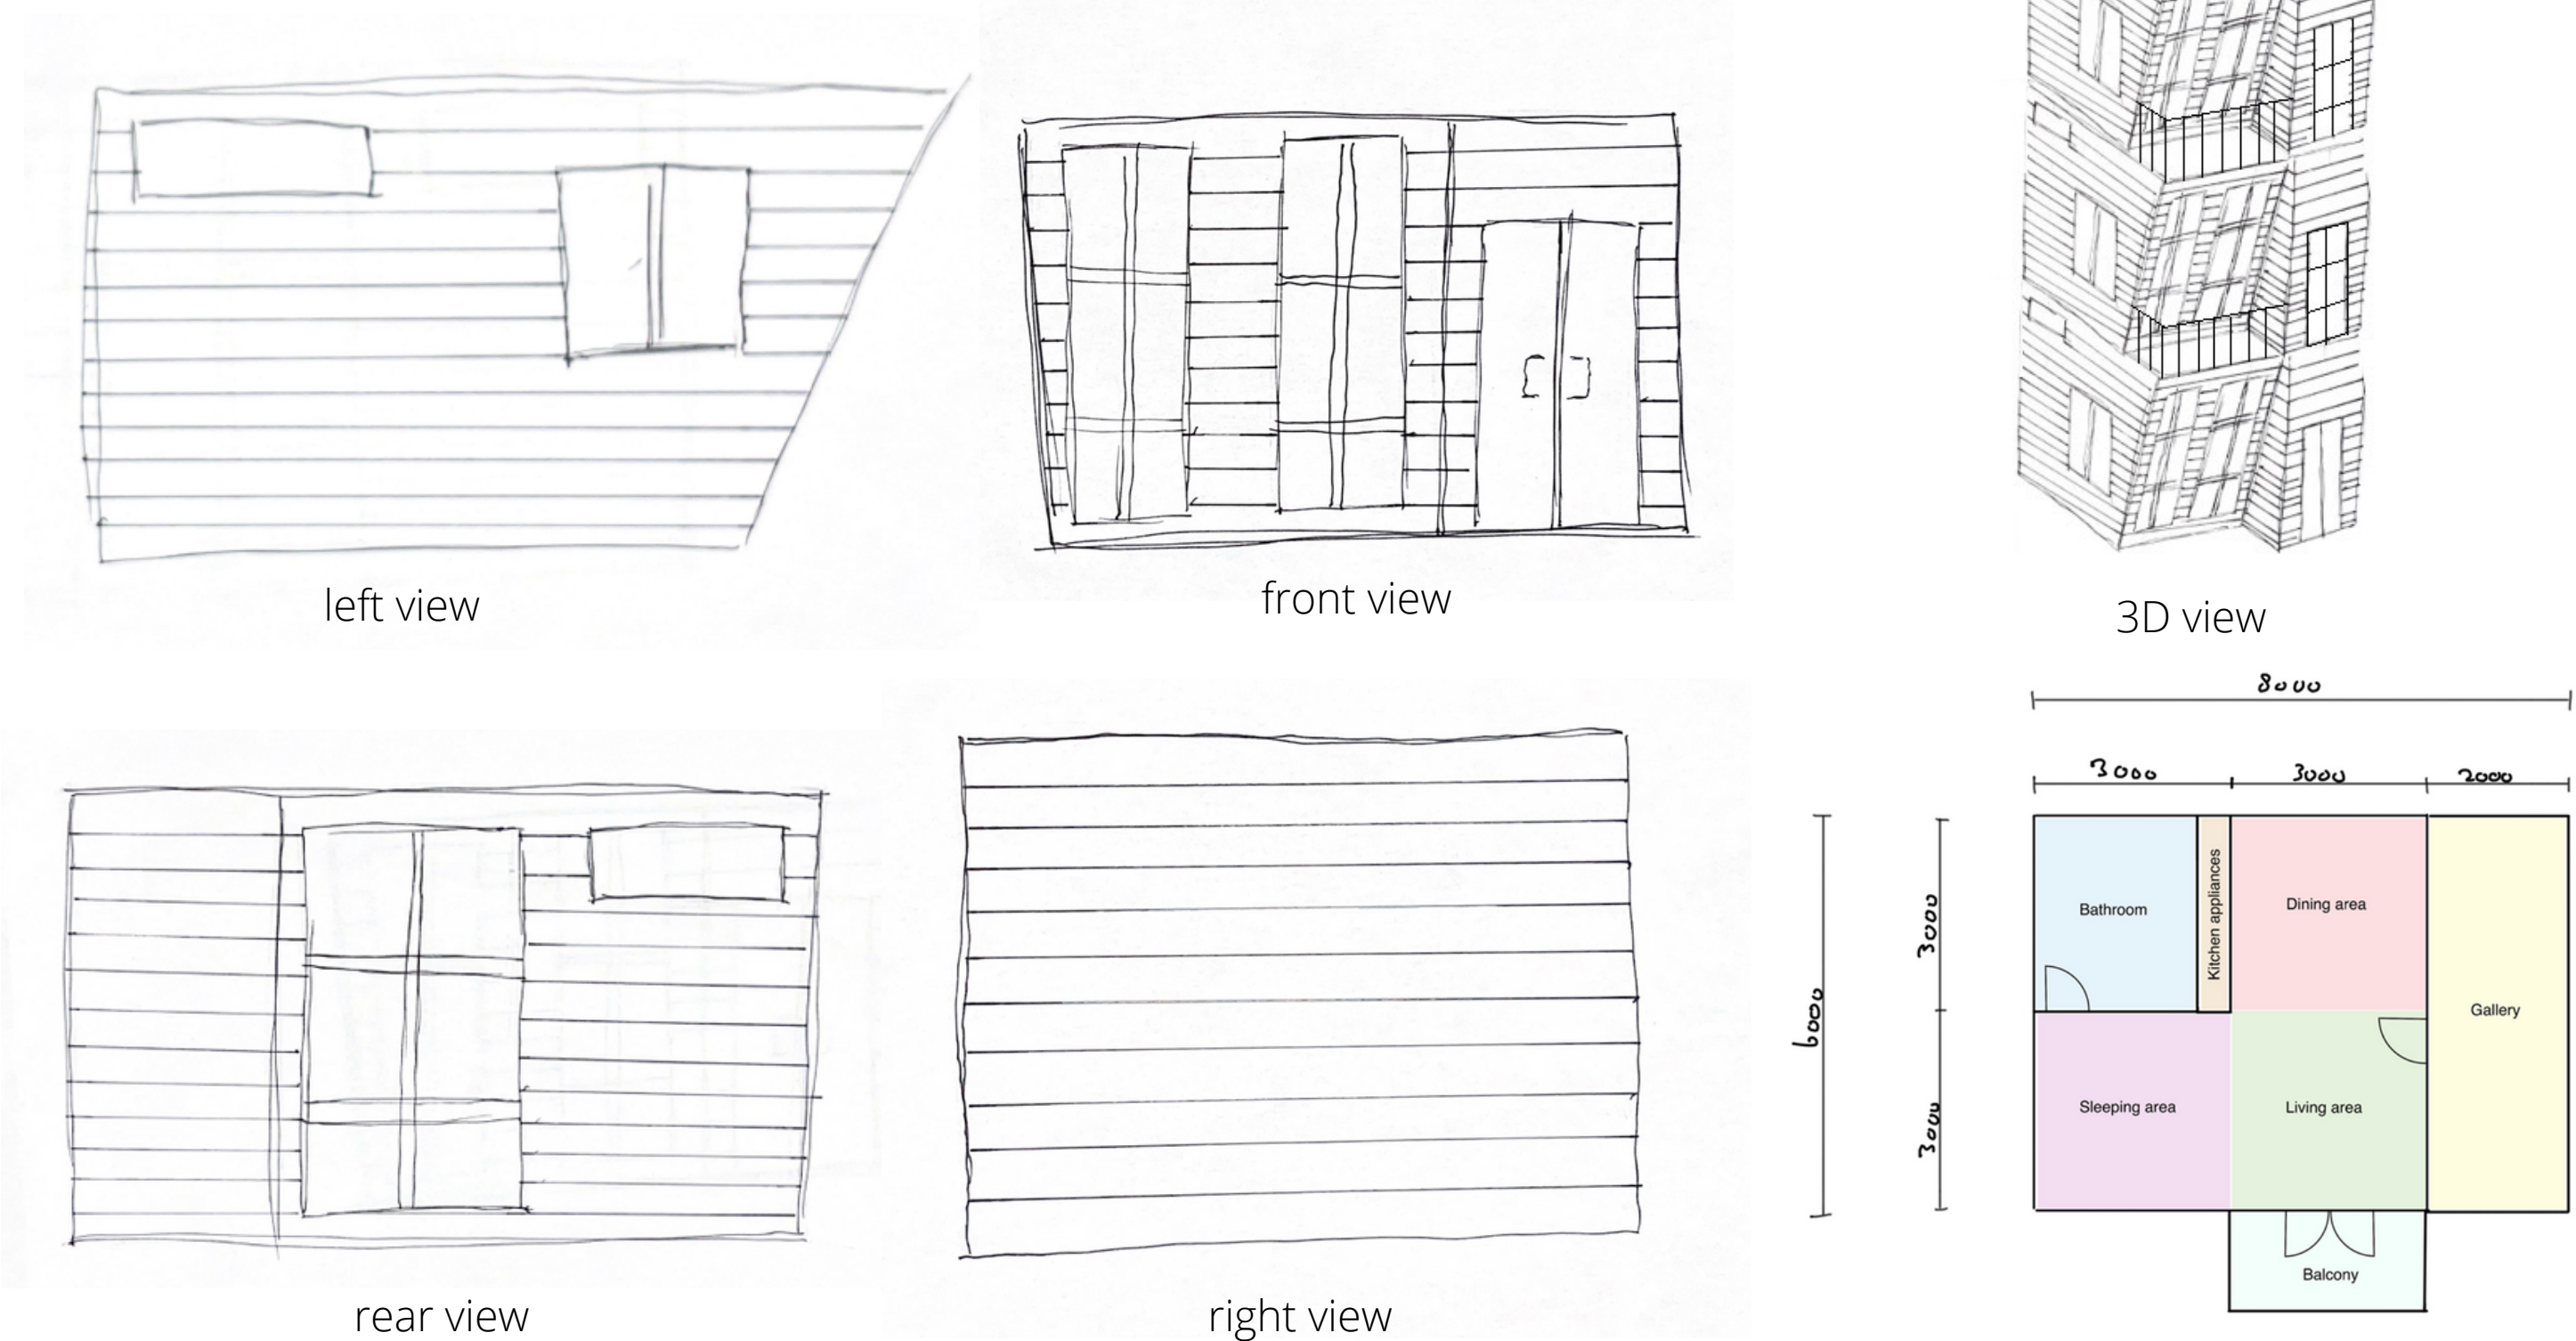 left view
front view
3D view
rear view
right view
8000
3000
3000
2000
6000
3000
3000
Bathroom
Kitchen appliances
Dining area
Gallery
Sleeping area
Living area
Balcony